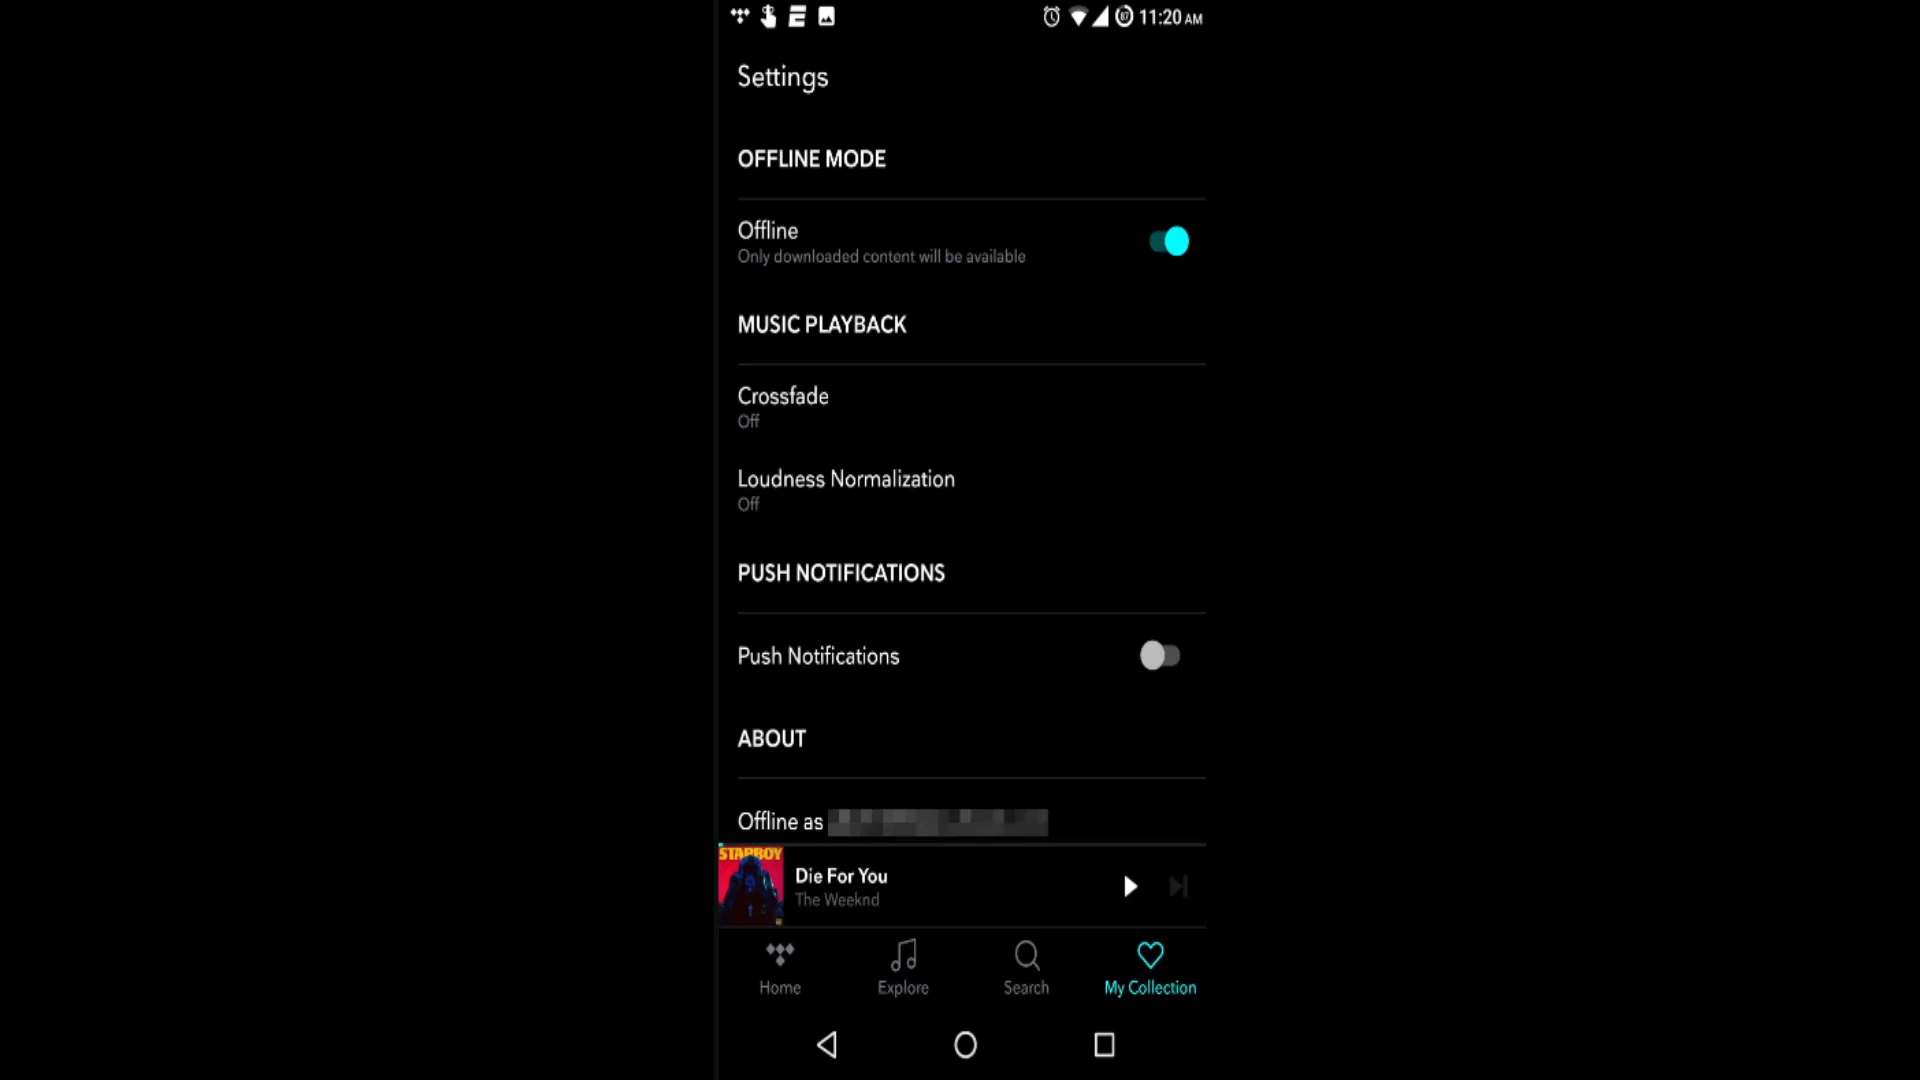 87 11:20 AM
Settings
OFFLINE MODE
Offline
Only downloaded content will be available
MUSIC PLAYBACK
Crossfade
Off
Loudness Normalization
Off
PUSH NOTIFICATIONS
Push Notifications
ABOUT
Offline as
STARBOY
Die For You
The Weeknd
Home Explore Search My Collection